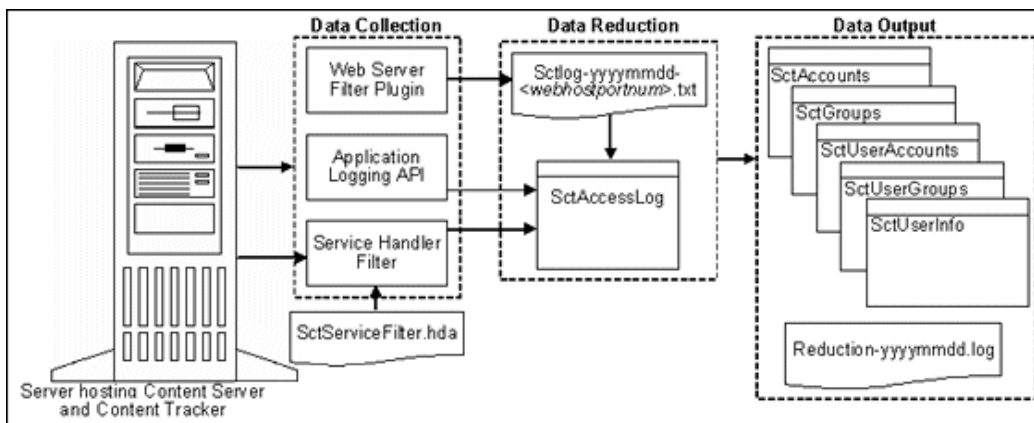 Data Collection
Data Reduction
Data Output
Web Server
Filter Plugin
Application
Logging API
Service Handler
Filter
SctServiceFilter.hda
Sctlog-yyyymmdd-
<webhostportnum>.txt
SctAccessLog
SctAccounts
SctGroups
SctUserAccounts
SctUserGroups
SctUserInfo
Reduction-yyyymmdd.log
Server hosting Content Server
and Content Tracker